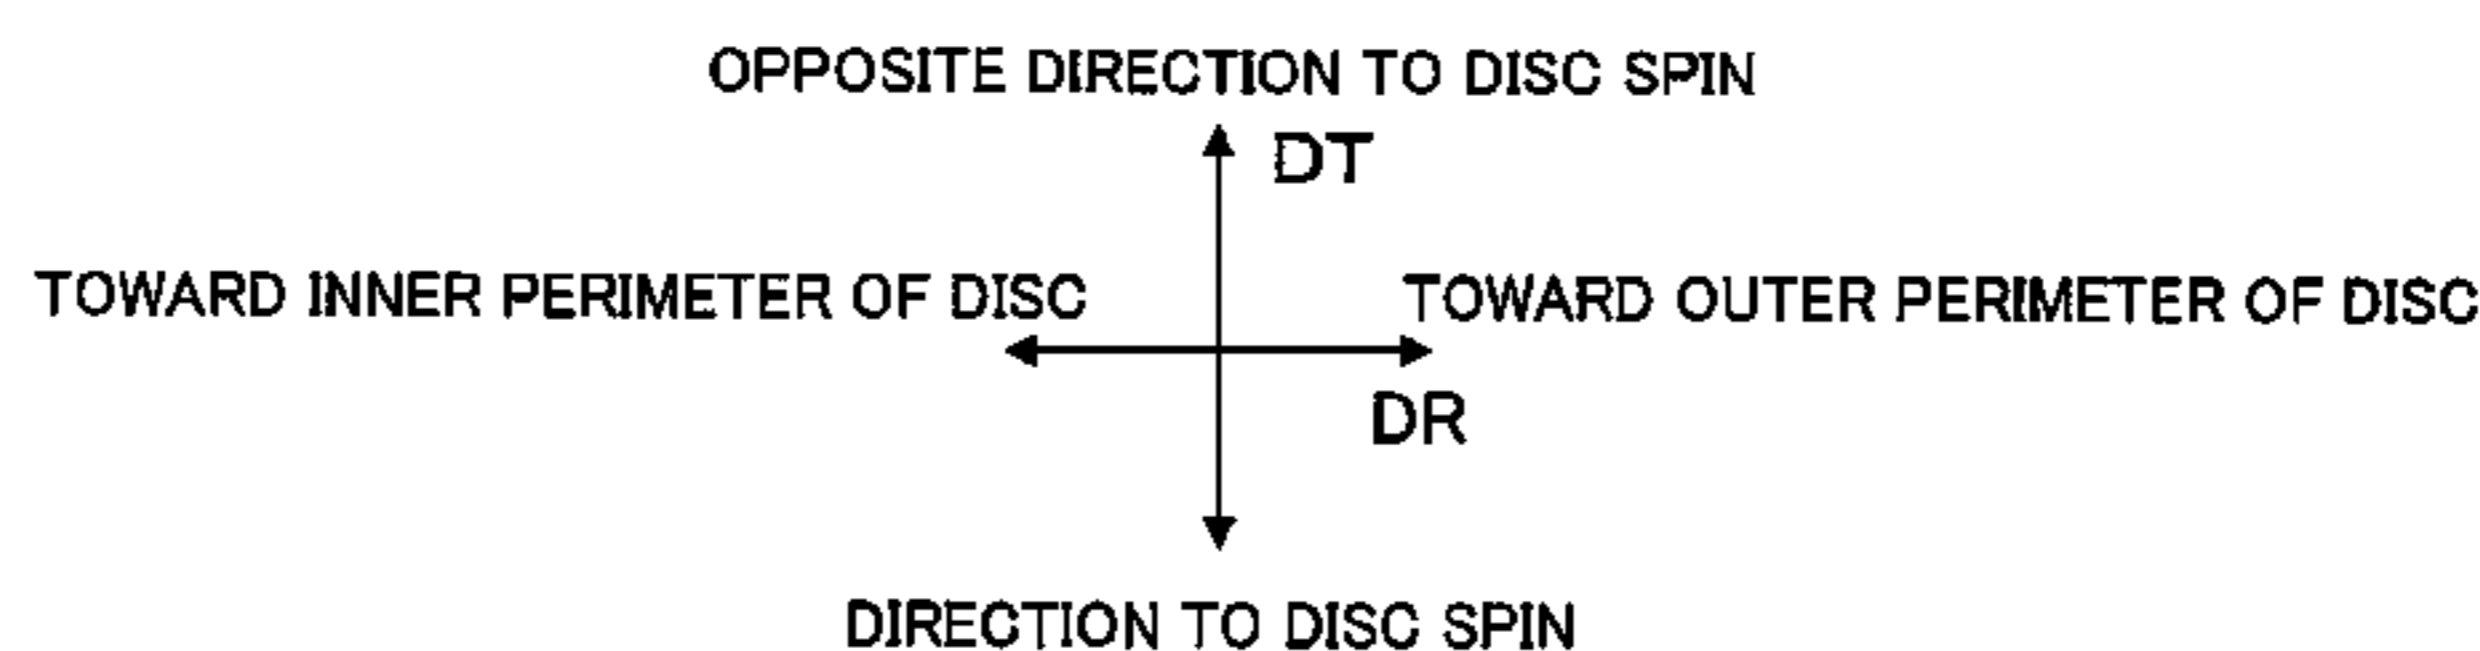 OPPOSITE DIRECTION TO DISC SPIN
DT
TOWARD INNER PERIMETER OF DISC
TOWARD OUTER PERIMETER OF DISC
DR
DIRECTION TO DISC SPIN